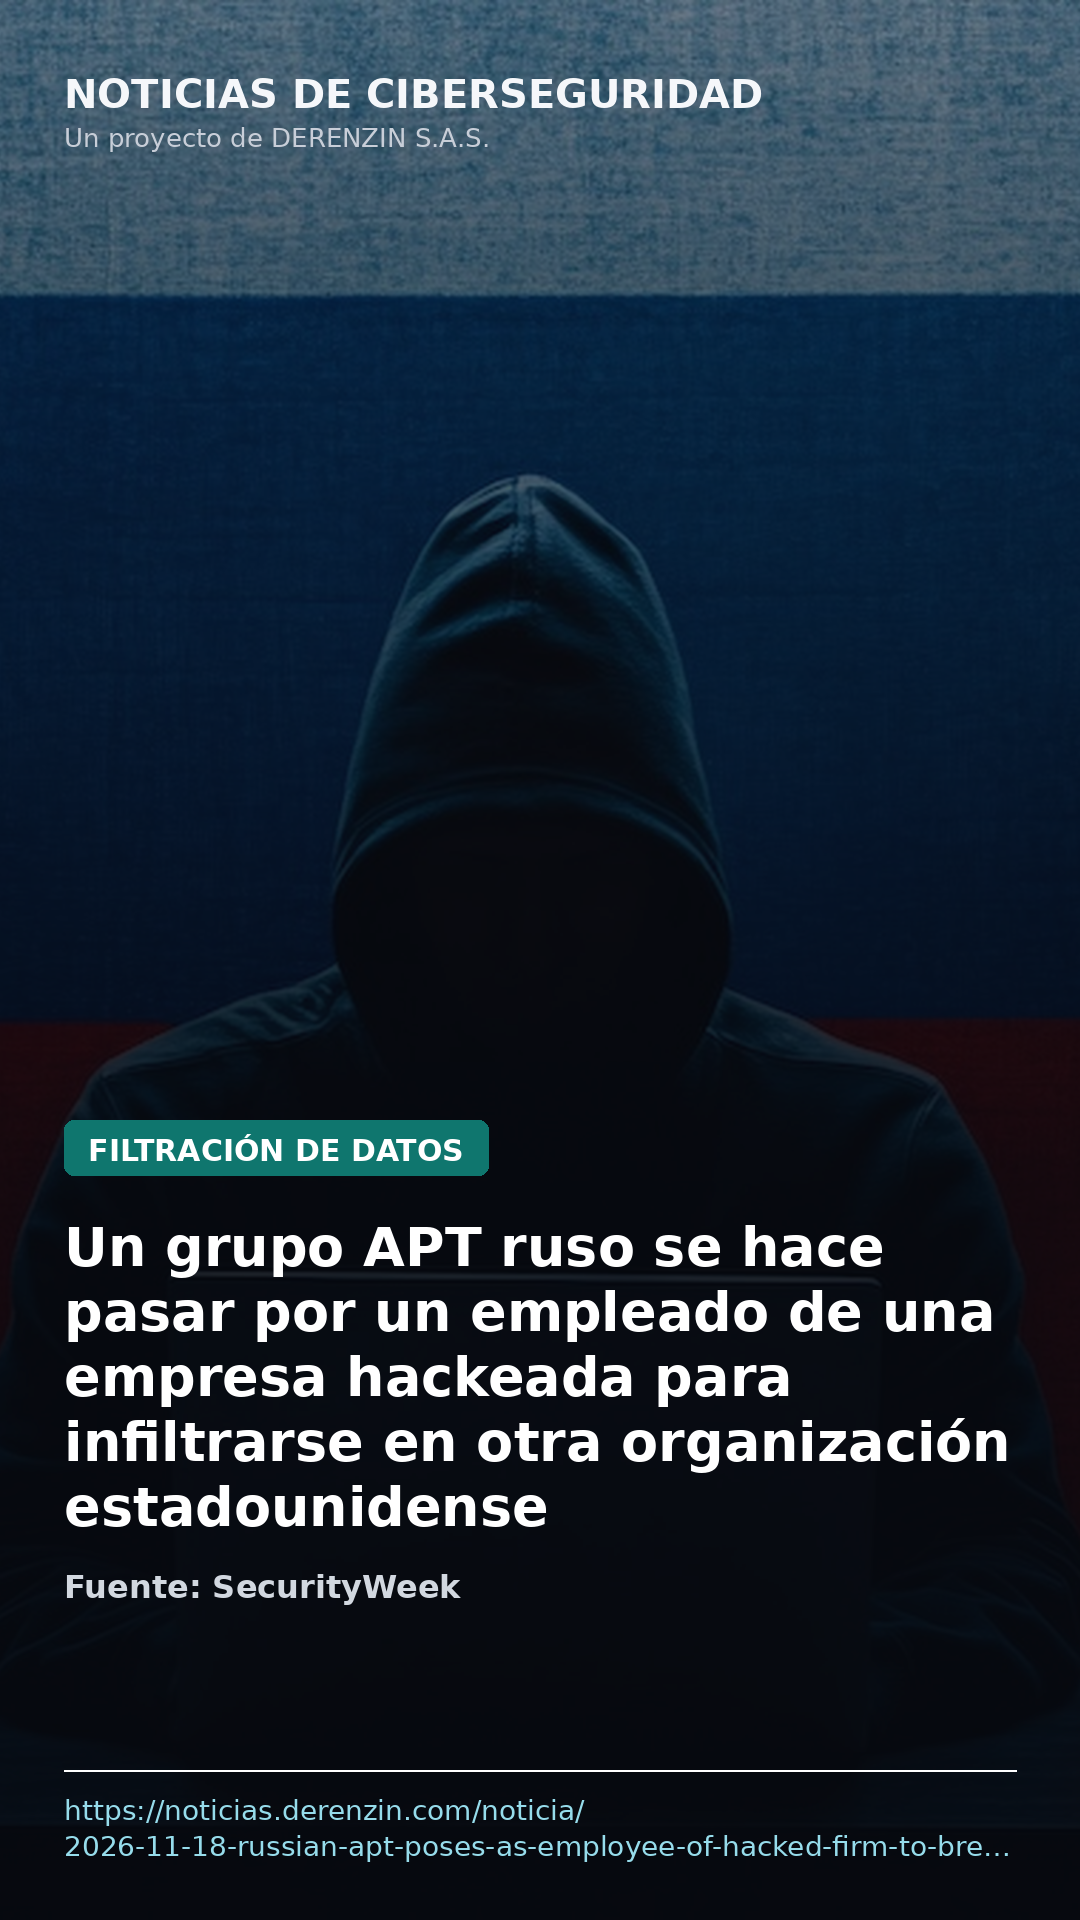 NOTICIAS DE CIBERSEGURIDAD
Un proyecto de DERENZIN S.A.S.
FILTRACIÓN DE DATOS
Un grupo APT ruso se hace
pasar por un empleado de una
empresa hackeada para
infiltrarse en otra organización
estadounidense
Fuente: SecurityWeek
https://noticias.derenzin.com/noticia/
2026-11-18-russian-apt-poses-as-employee-of-hacked-firm-to-bre...